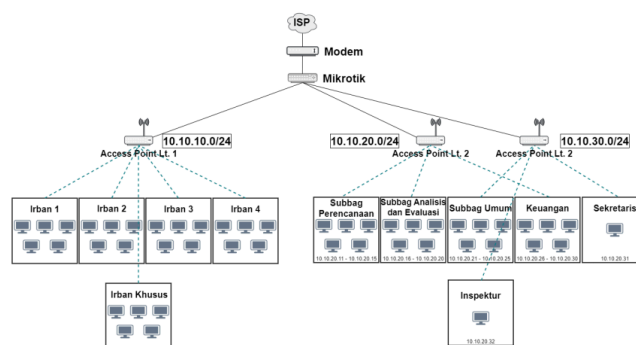 ISP
Modem
Mikrotik
10.10.10.0/24
Access Point Lt. 1
10.10.20.0/24
Access Point Lt. 2
10.10.30.0/24
Access Point Lt. 2
Irban 1
Irban 2
Irban 3
Irban 4
Subbag
Perencanaan
10.10.20.11 - 10.10.20.15
Subbag Analisis
dan Evaluasi
10.10.20.16 - 10.10.20.20
Subbag Umum
10.10.20.21 - 10.10.20.25
Keuangan
10.10.20.26 - 10.10.20.30
Sekretaris
10.10.20.31
Irban Khusus
Inspektur
10.10.20.32